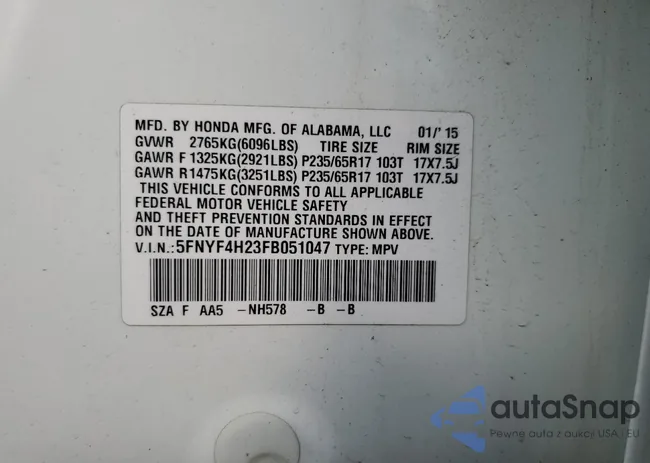 MFD. BY HONDA MFG. OF ALABAMA, LLC 01/'15
GVWR 2765KG(6096LBS) TIRE SIZE RIM SIZE
GAWR F 1325KG(2921LBS) P235/65R17 103T 17X7.5J
GAWR R1475KG(3251LBS) P235/65R17 103T 17X7.5J
THIS VEHICLE CONFORMS TO ALL APPLICABLE
FEDERAL MOTOR VEHICLE SAFETY
AND THEFT PREVENTION STANDARDS IN EFFECT
ON THE DATE OF MANUFACTURE SHOWN ABOVE.
V.I.N.:5FNYF4H23FB051047 TYPE: MPV
SZA F AA5 -NH578 -B -B
autaSnap
Pewne auta z aukcji USA i EU